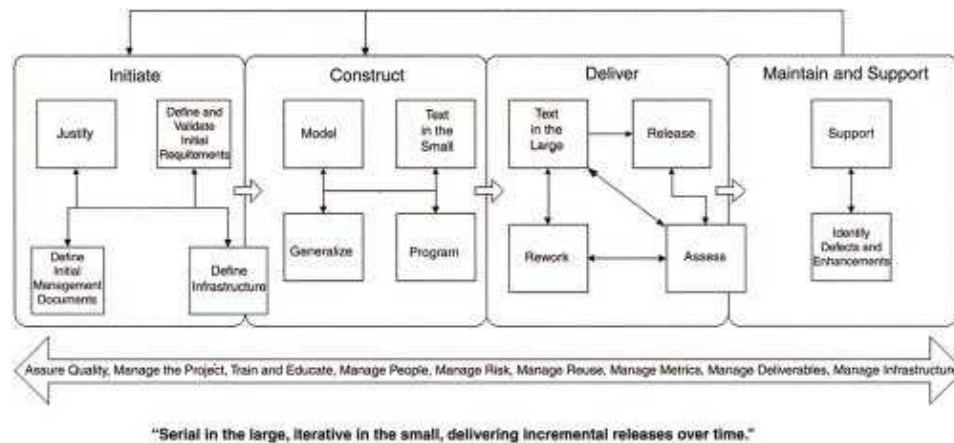 Initiate
Construct
Deliver
Maintain and Support
Justify
Define and
Validate
Initial
Requitements
Model
Text
in the
Small
Text
in the
Large
Release
Support
Define
Initial
Management
Documents
Define
Infrastructure
Generalize
Program
Rework
Assess
Identify
Defects and
Enhancements
Assure Quality, Manage the Project, Train and Educate, Manage People, Manage Risk, Manage Reuse, Manage Metrics, Manage Deliverables, Manage Infrastructure
"Serial in the large, iterative in the small, delivering incremental releases over time."